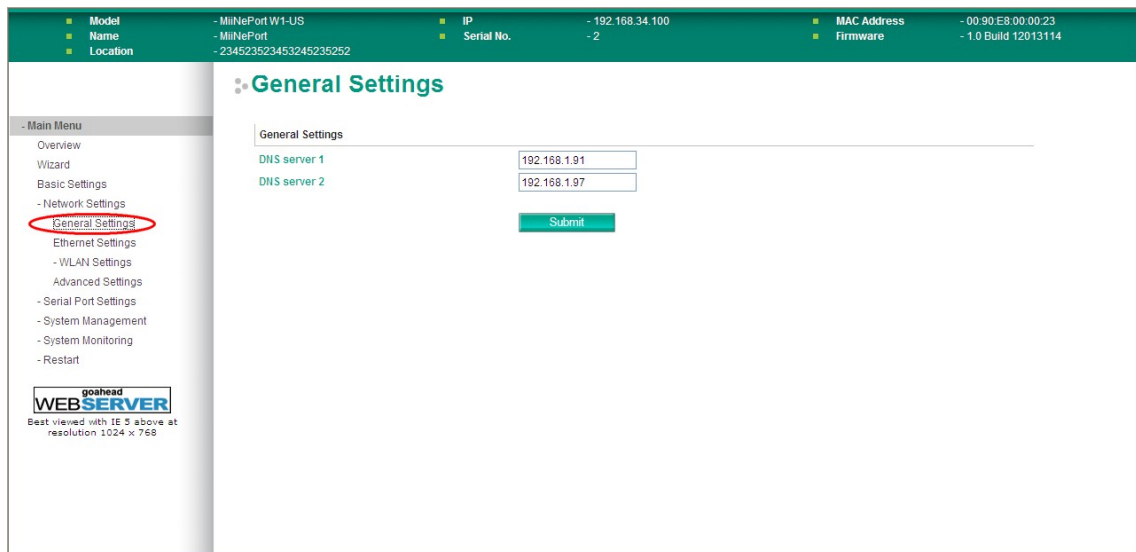 Model - MiiNePort W1-US IP - 192.168.34.100 MAC Address - 00:90:E8:00:00:23
Name - MiiNePort Serial No. - 2 Firmware - 1.0 Build 12013114
Location - 234523523453245235252
General Settings
- Main Menu
Overview
Wizard
Basic Settings
- Network Settings
General Settings
Ethernet Settings
- WLAN Settings
Advanced Settings
- Serial Port Settings
- System Management
- System Monitoring
- Restart
goahead
WEBSERVER
Best viewed with IE 5 above at
resolution 1024 x 768
General Settings
DNS server 1 192.168.1.91
DNS server 2 192.168.1.97
Submit